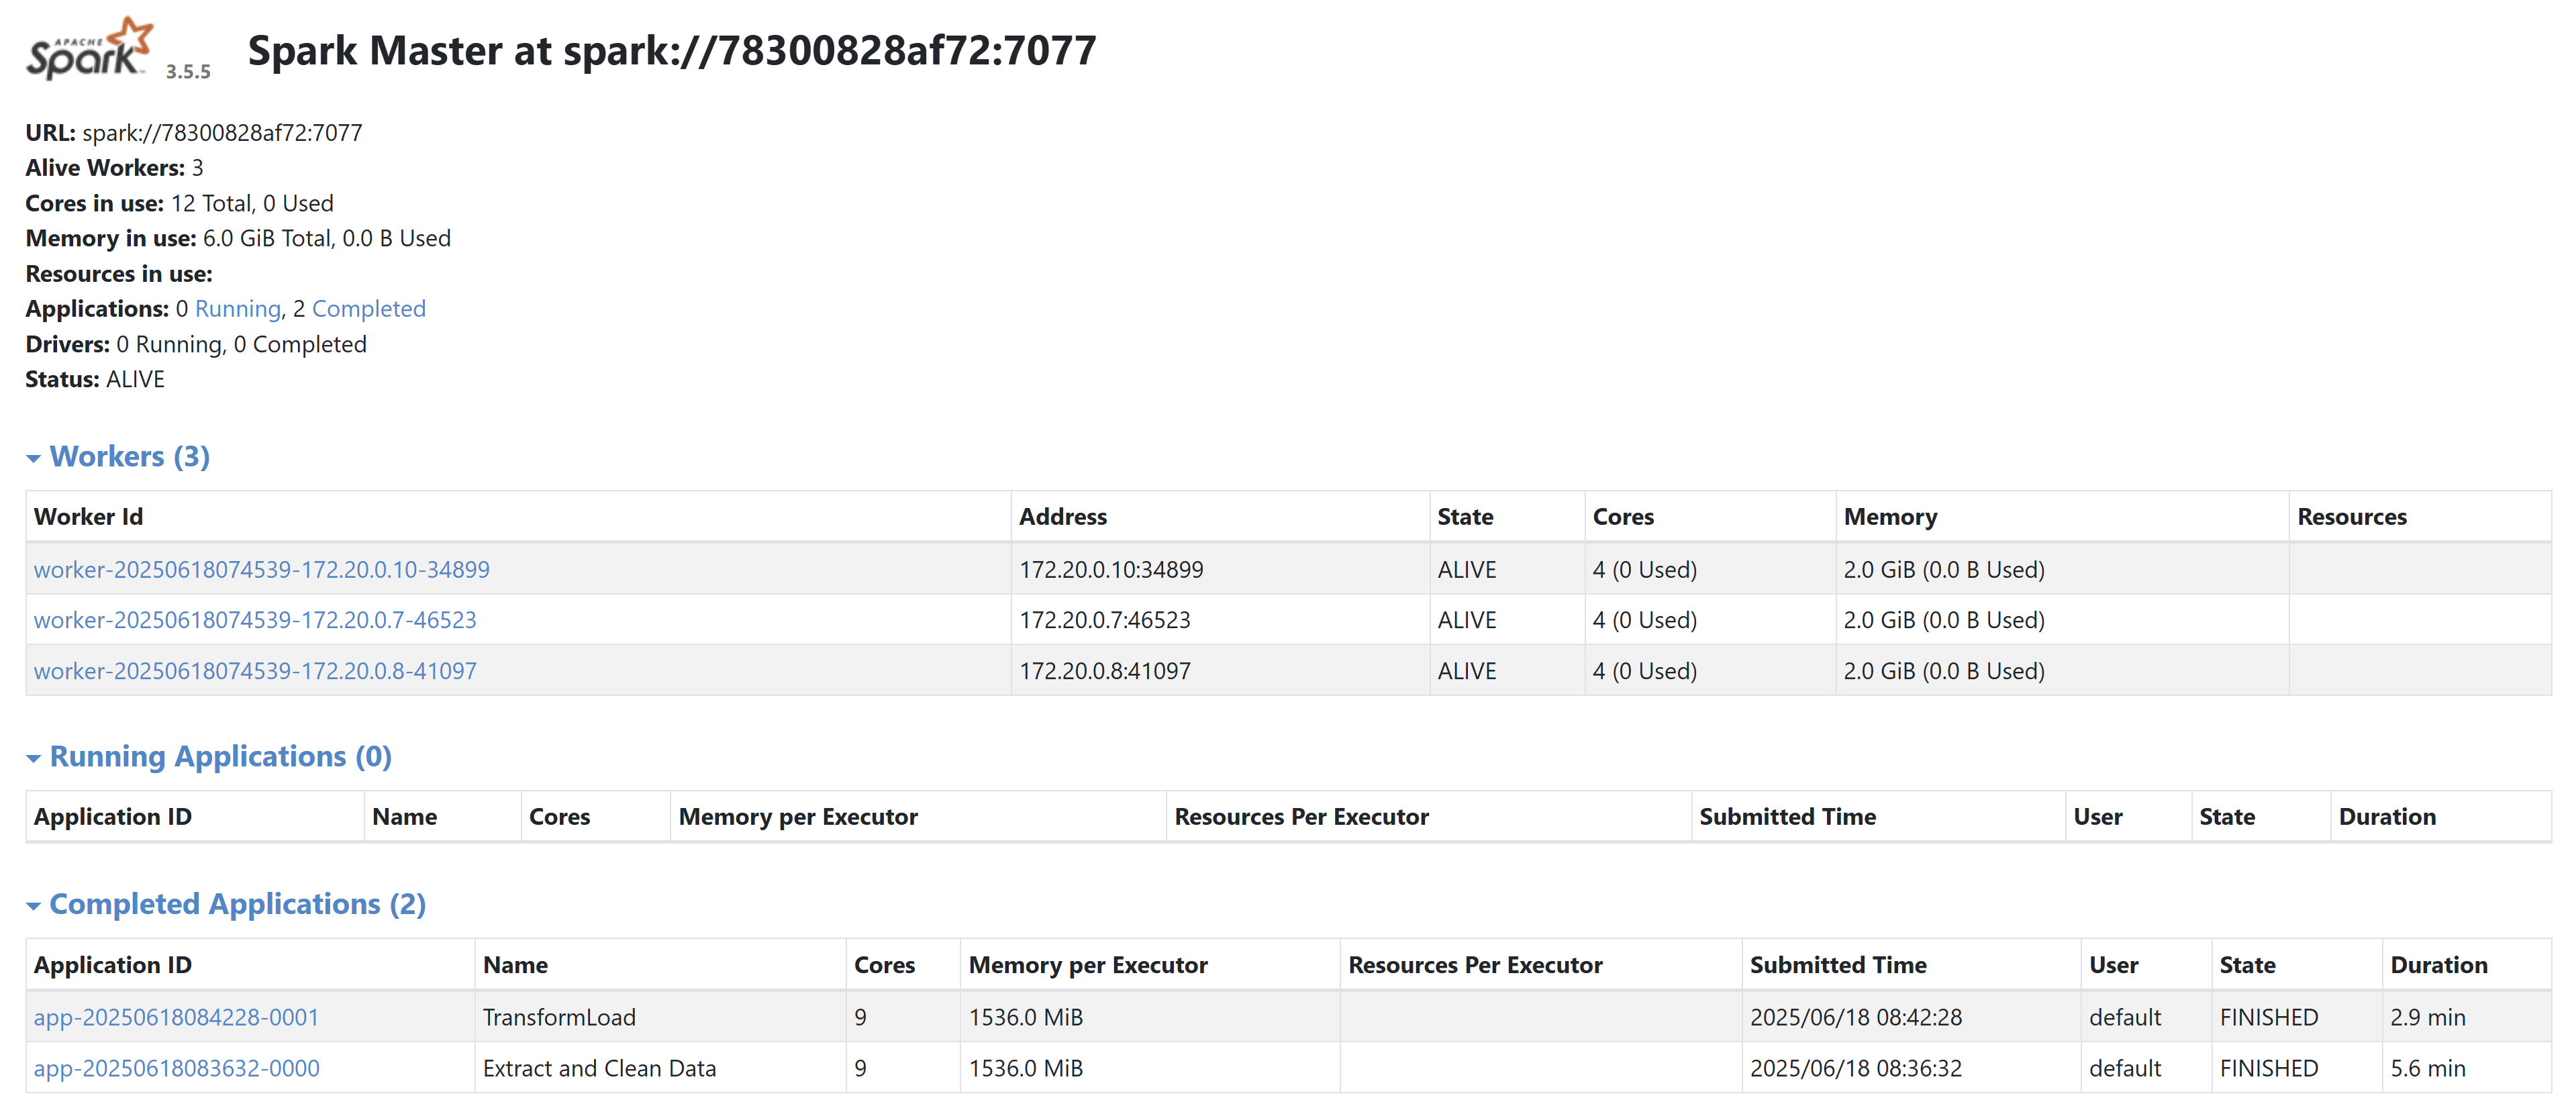 APACHE
Spark™ 3.5.5 Spark Master at spark://78300828af72:7077
URL: spark://78300828af72:7077
Alive Workers: 3
Cores in use: 12 Total, 0 Used
Memory in use: 6.0 GiB Total, 0.0 B Used
Resources in use:
Applications: 0 Running, 2 Completed
Drivers: 0 Running, 0 Completed
Status: ALIVE
Workers (3)
Worker Id Address State Cores Memory Resources
worker-20250618074539-172.20.0.10-34899 172.20.0.10:34899 ALIVE 4 (0 Used) 2.0 GiB (0.0 B Used)
worker-20250618074539-172.20.0.7-46523 172.20.0.7:46523 ALIVE 4 (0 Used) 2.0 GiB (0.0 B Used)
worker-20250618074539-172.20.0.8-41097 172.20.0.8:41097 ALIVE 4 (0 Used) 2.0 GiB (0.0 B Used)
Running Applications (0)
Application ID Name Cores Memory per Executor Resources Per Executor Submitted Time User State Duration
Completed Applications (2)
Application ID Name Cores Memory per Executor Resources Per Executor Submitted Time User State Duration
app-20250618084228-0001 TransformLoad 9 1536.0 MiB 2025/06/18 08:42:28 default FINISHED 2.9 min
app-20250618083632-0000 Extract and Clean Data 9 1536.0 MiB 2025/06/18 08:36:32 default FINISHED 5.6 min